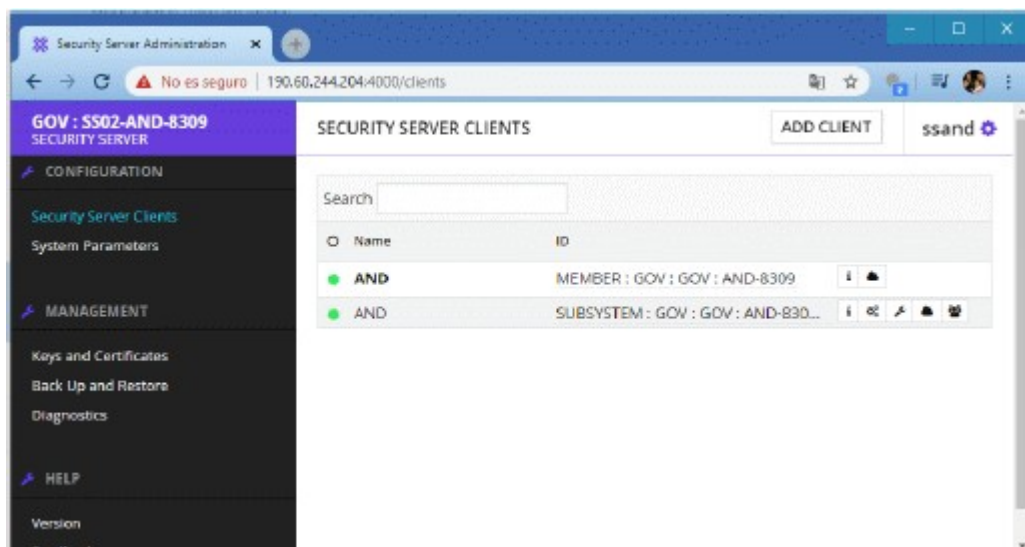 Security Server Administration
No es seguro | 190.60.244.204:4000/clients
GOV : SS02-AND-8309
SECURITY SERVER
SECURITY SERVER CLIENTS
ADD CLIENT
ssand
CONFIGURATION
Security Server Clients
System Parameters
Search
Name ID
AND MEMBER : GOV : GOV : AND-8309
AND SUBSYSTEM : GOV : GOV : AND-830...
MANAGEMENT
Keys and Certificates
Back Up and Restore
Diagnostics
HELP
Version